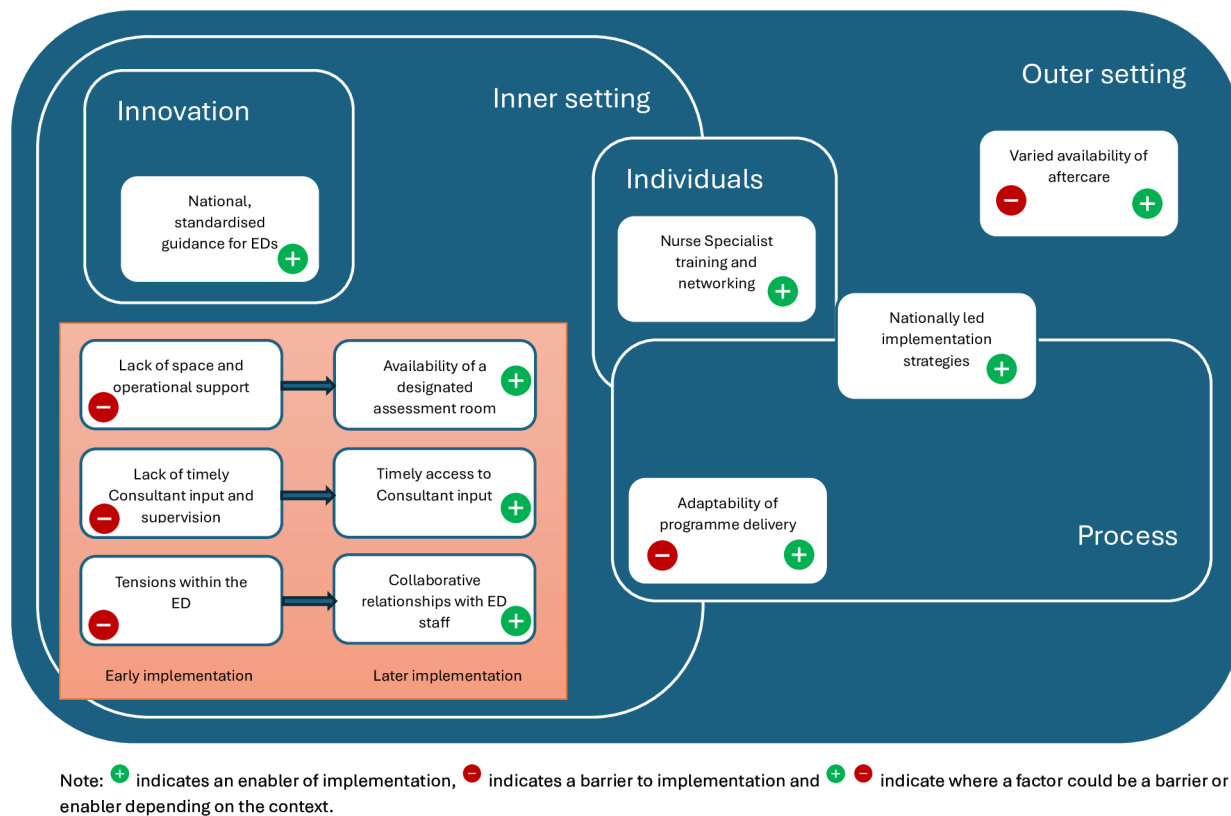 Outer setting
Inner setting
Innovation
National,
standardised
guidance for EDs
Individuals
Nurse Specialist
training and
networking
Varied availability of
aftercare
Nationally led
implementation
strategies
Lack of space and
operational support
Availability of a
designated
assessment room
Lack of timely
Consultant input and
supervision
Timely access to
Consultant input
Tensions within the
ED
Collaborative
relationships with ED
staff
Early implementation
Later implementation
Adaptability of
programme delivery
Process
Note: + indicates an enabler of implementation, − indicates a barrier to implementation and + − indicate where a factor could be a barrier or
enabler depending on the context.